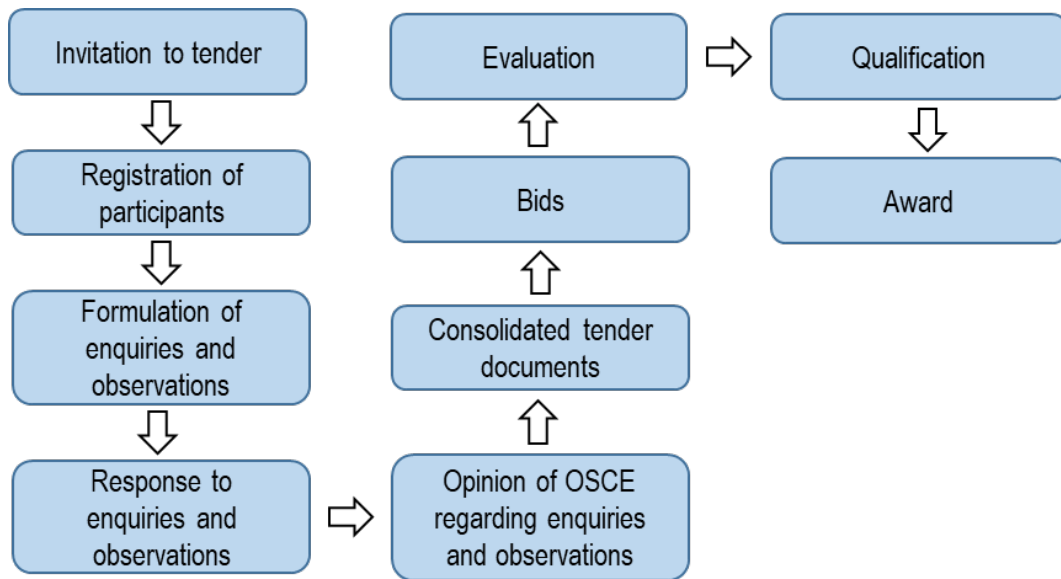 Invitation to tender
Registration of
participants
Formulation of
enquiries and
observations
Response to
enquiries and
observations
Opinion of OSCE
regarding enquiries
and observations
Consolidated tender
documents
Bids
Evaluation
Qualification
Award